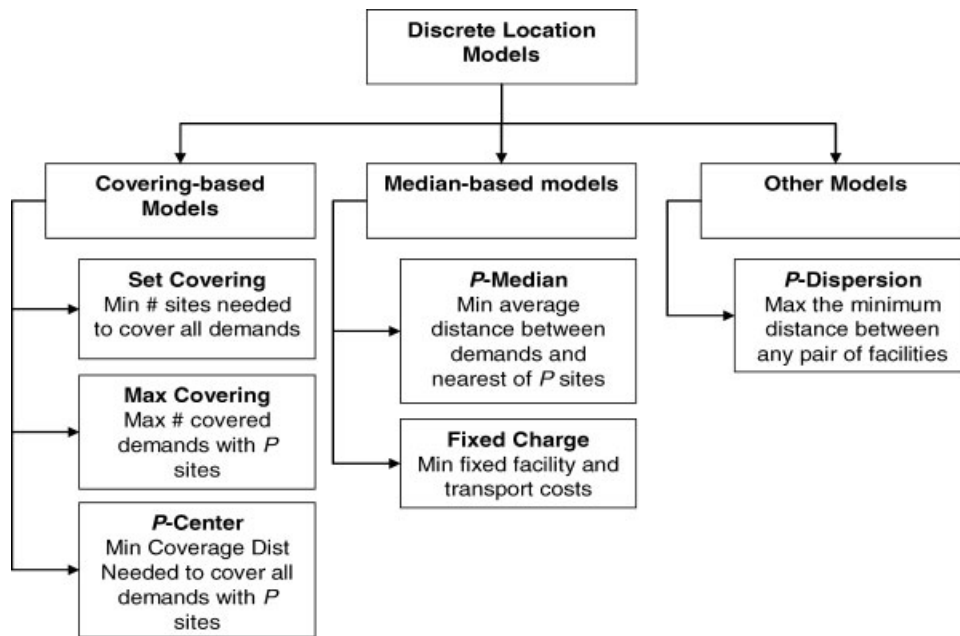 Discrete Location
Models
Covering-based
Models
Median-based models
Other Models
Set Covering
Min # sites needed
to cover all demands
Max Covering
Max # covered
demands with P
sites
P-Center
Min Coverage Dist
Needed to cover all
demands with P
sites
P-Median
Min average
distance between
demands and
nearest of P sites
Fixed Charge
Min fixed facility and
transport costs
P-Dispersion
Max the minimum
distance between
any pair of facilities